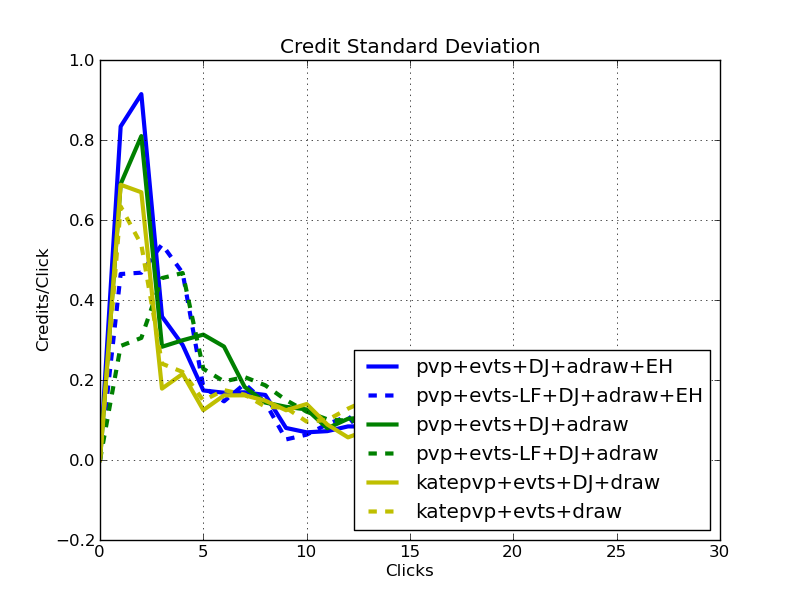 Credit Standard Deviation
Credits/Click
1.0
0.8
0.6
0.4
0.2
0.0
−0.2
0 5 10 15 20 25 30
Clicks
pvp+evts+DJ+adraw+EH
pvp+evts-LF+DJ+adraw+EH
pvp+evts+DJ+adraw
pvp+evts-LF+DJ+adraw
katepvp+evts+DJ+draw
katepvp+evts+draw